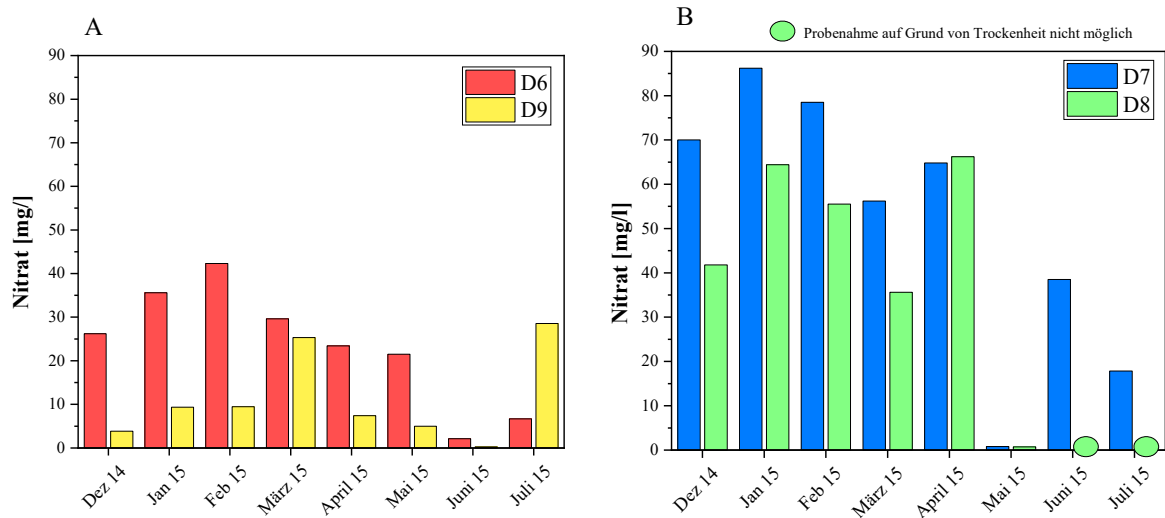 A
90
80
70
60
50
40
30
20
10
0
Nitrat [mg/]
D6
D9
Dez 14
Jan 15
Feb 15
März 15
April 15
Mai 15
Juni 15
Juli 15
B
Probenahme auf Grund von Trockenheit nicht möglich
90
80
70
60
50
40
30
20
10
0
Nitrat [mg/l]
D7
D8
Dez 14
Jan 15
Feb 15
März 15
April 15
Mai 15
Juni 15
Juli 15